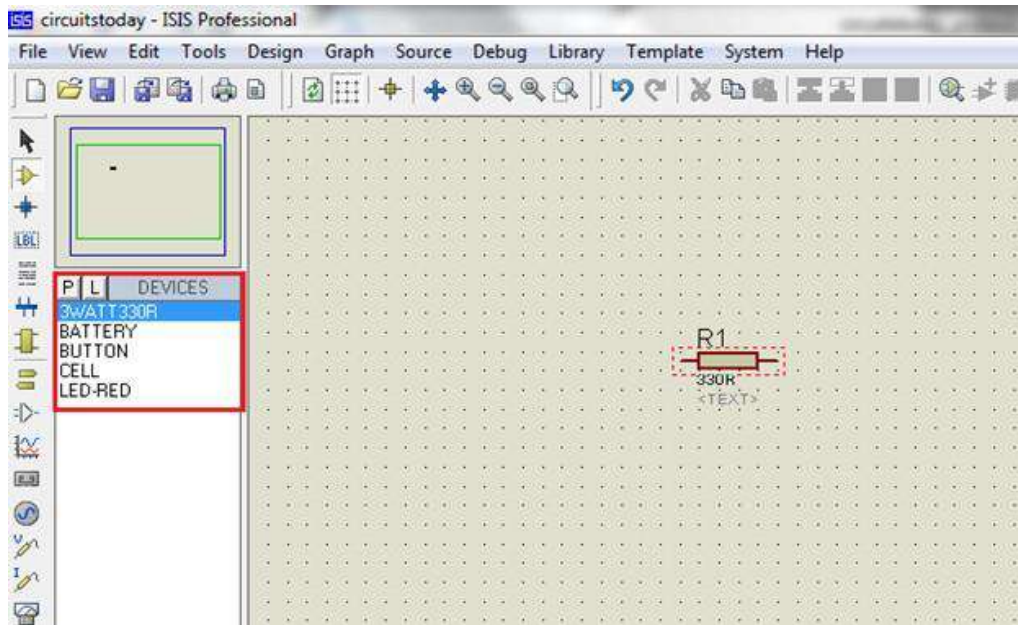 ISIS circuitstoday - ISIS Professional
File View Edit Tools Design Graph Source Debug Library Template System Help
LBL
P L DEVICES
3WATT330R
BATTERY
BUTTON
CELL
LED-RED
R1
330R
<TEXT>
V
I